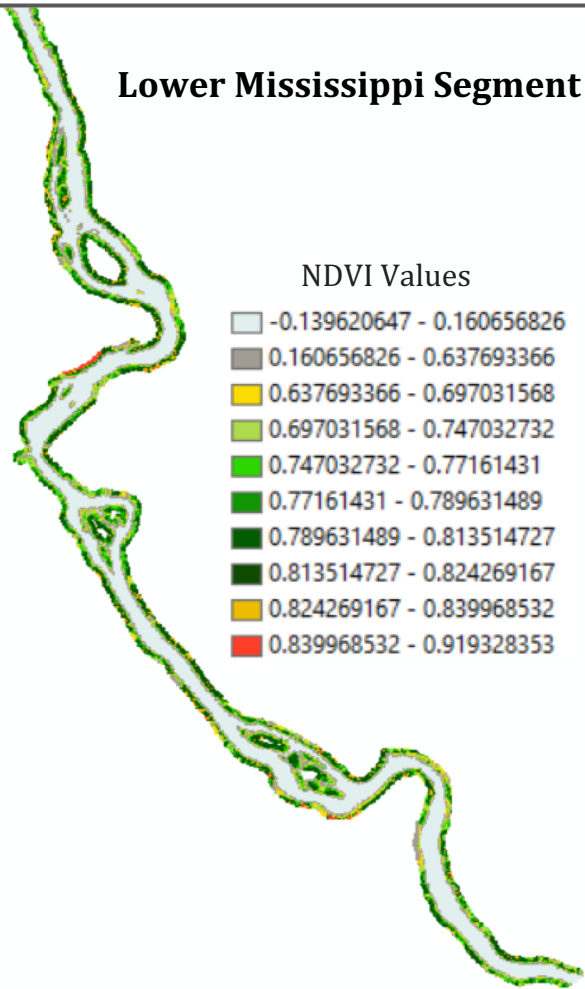 Lower Mississippi Segment
NDVI Values
-0.139620647 - 0.160656826
0.160656826 - 0.637693366
0.637693366 - 0.697031568
0.697031568 - 0.747032732
0.747032732 - 0.77161431
0.77161431 - 0.789631489
0.789631489 - 0.813514727
0.813514727 - 0.824269167
0.824269167 - 0.839968532
0.839968532 - 0.919328353